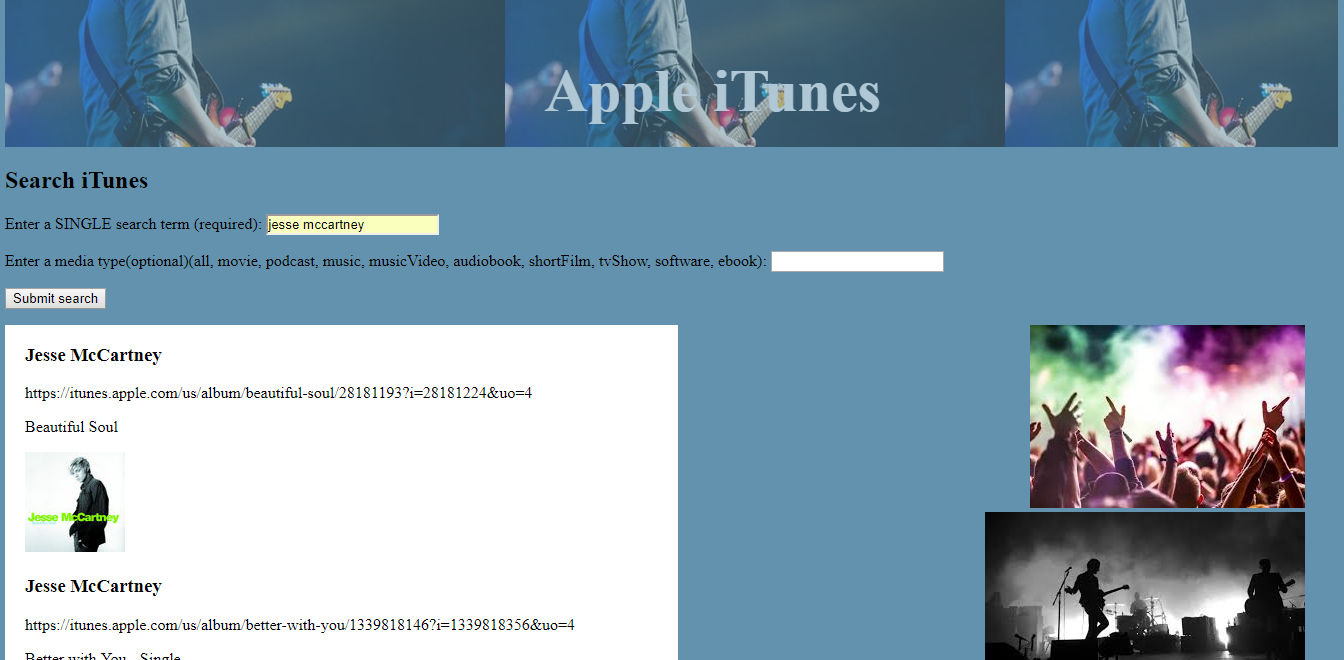 Apple iTunes
Search iTunes
Enter a SINGLE search term (required): jesse mccartney
Enter a media type(optional)(all, movie, podcast, music, musicVideo, audiobook, shortFilm, tvShow, software, ebook):
Submit search
Jesse McCartney
https://itunes.apple.com/us/album/beautiful-soul/28181193?i=28181224&uo=4
Beautiful Soul
Jesse McCartney
Jesse McCartney
https://itunes.apple.com/us/album/better-with-you/1339818146?i=1339818356&uo=4
Better with You - Single